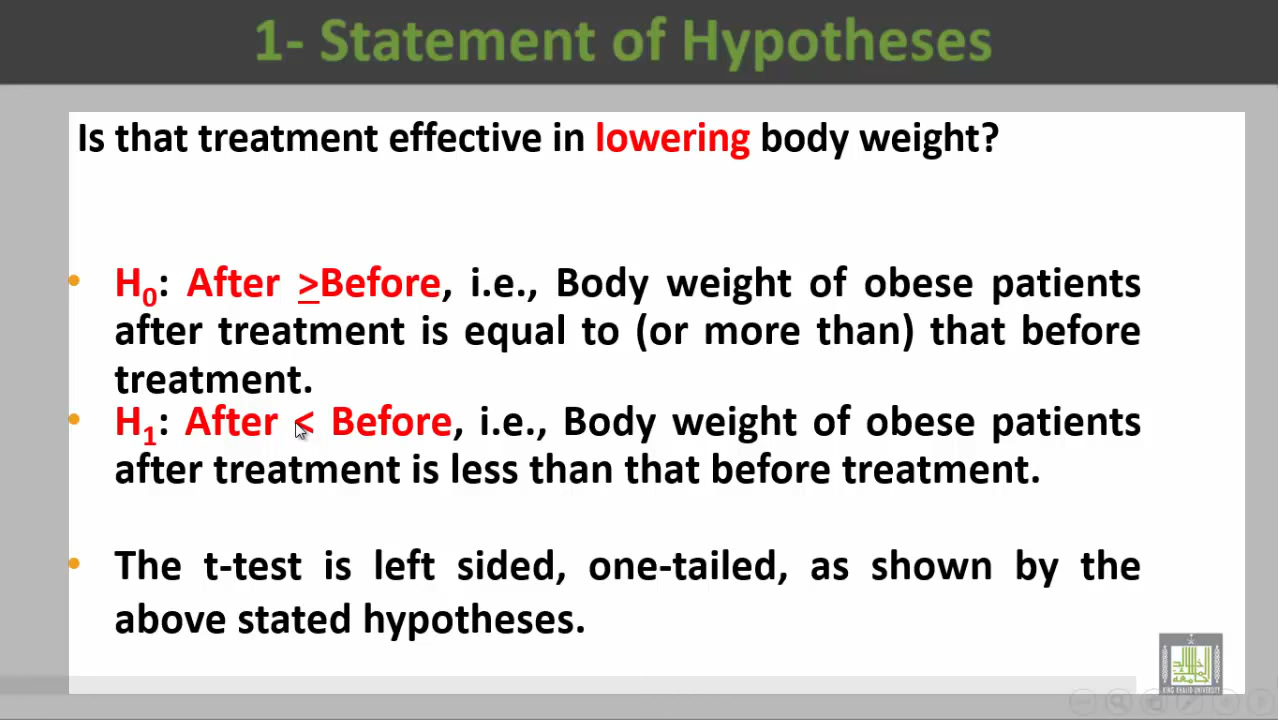 1- Statement of Hypotheses
Is that treatment effective in lowering body weight?
• H₀: After ≥Before, i.e., Body weight of obese patients
after treatment is equal to (or more than) that before
treatment.
• H₁: After < Before, i.e., Body weight of obese patients
after treatment is less than that before treatment.
• The t-test is left sided, one-tailed, as shown by the
above stated hypotheses.
KING KHALID UNIVERSITY